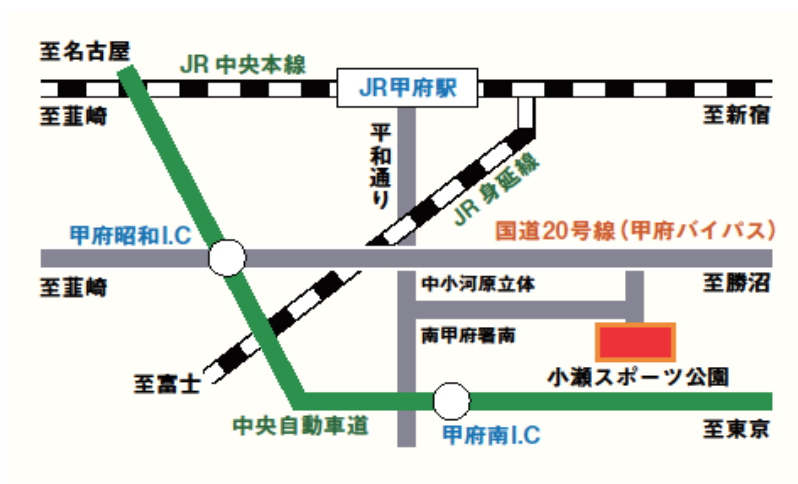 至名古屋
JR中央本線
JR甲府駅
至韮崎
至新宿
平和通り
JR身延線
甲府昭和I.C
国道20号線（甲府バイパス）
至韮崎
中小河原立体
至勝沼
南甲府署南
至富士
小瀬スポーツ公園
中央自動車道
甲府南I.C
至東京